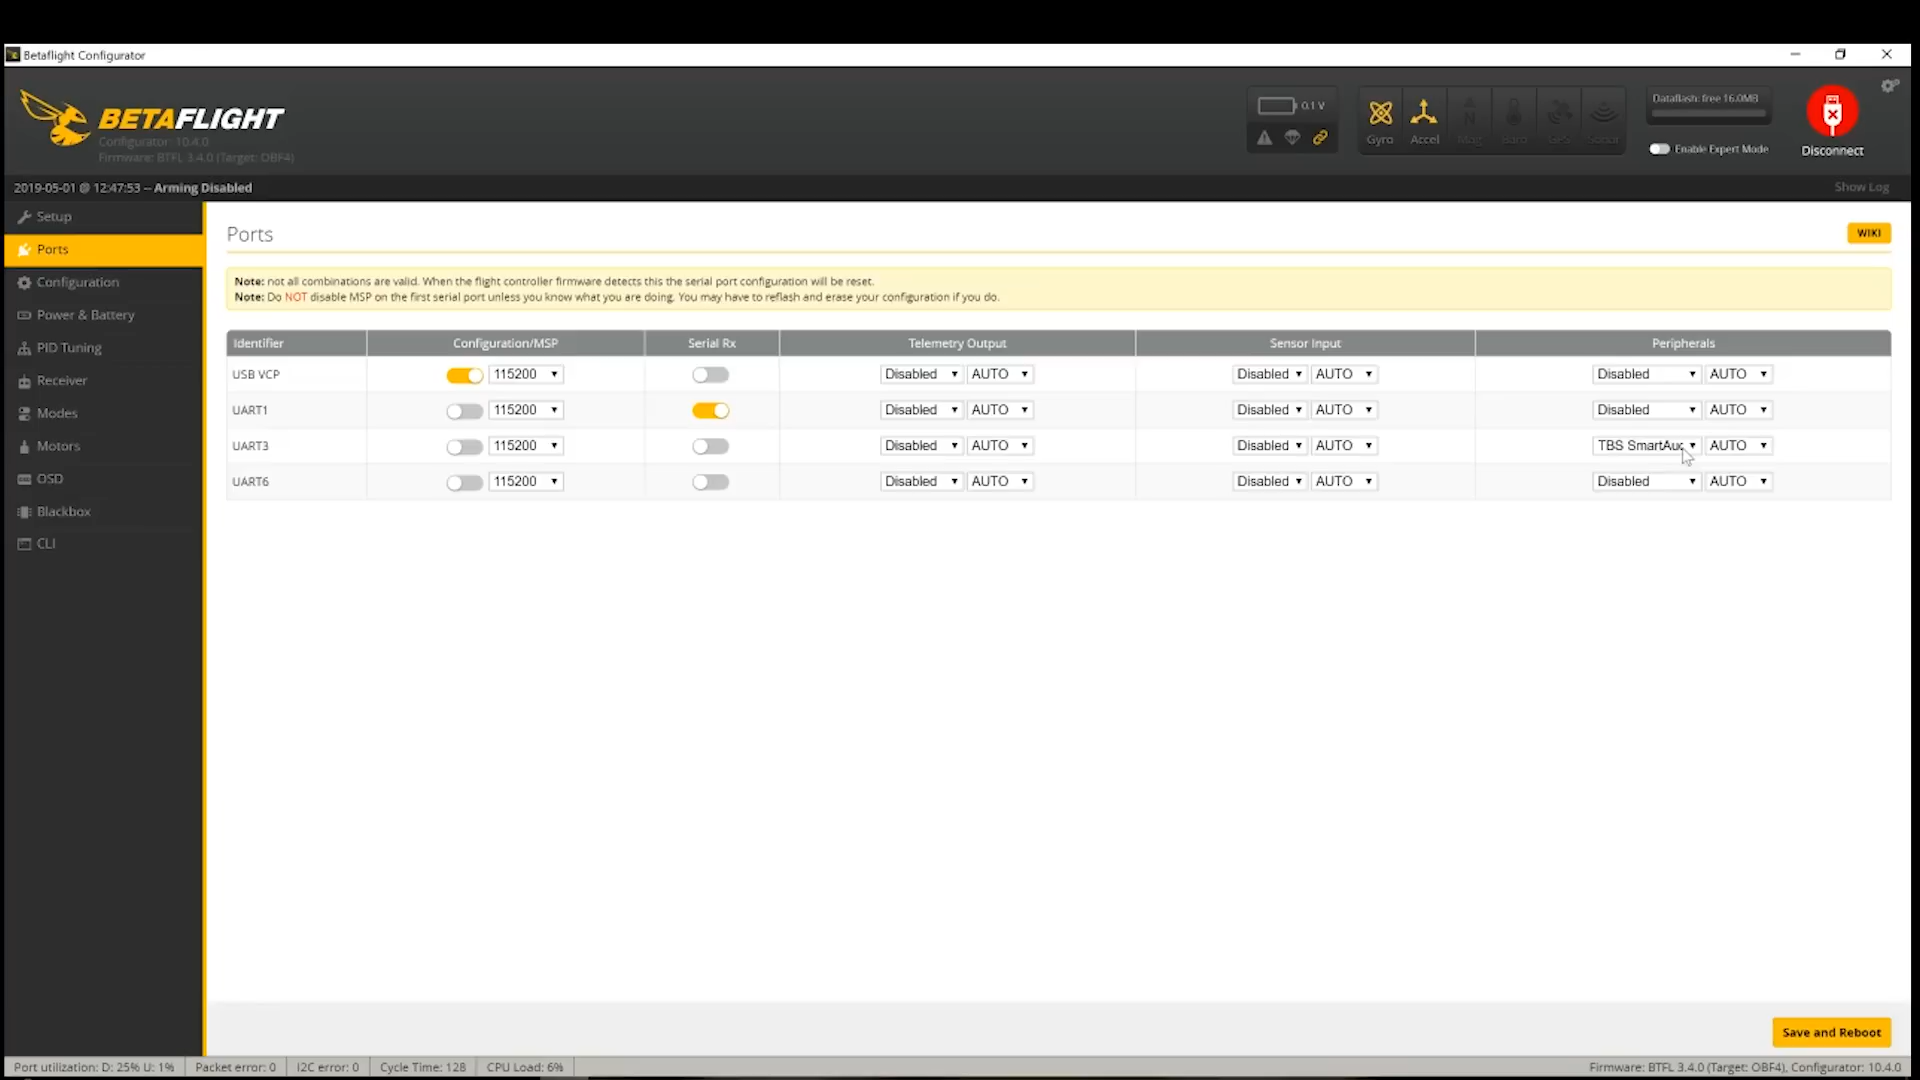 Betaflight Configurator
BETAFLIGHT
Configurator: 10.4.0
Firmware: BTFL 3.4.0 (Target: OBF4)
0.1 V
Gyro Accel Mag Baro GPS Sonar
Dataflash: free 16.0MB
Enable Expert Mode
Disconnect
2019-05-01 @ 12:47:53 -- Arming Disabled
Show Log
Setup
Ports
Configuration
Power & Battery
PID Tuning
Receiver
Modes
Motors
OSD
Blackbox
CLI
Ports
WIKI
Note: not all combinations are valid. When the flight controller firmware detects this the serial port configuration will be reset.
Note: Do NOT disable MSP on the first serial port unless you know what you are doing. You may have to reflash and erase your configuration if you do.
Identifier Configuration/MSP Serial Rx Telemetry Output Sensor Input Peripherals
USB VCP 115200 Disabled AUTO Disabled AUTO Disabled AUTO
UART1 115200 Disabled AUTO Disabled AUTO Disabled AUTO
UART3 115200 Disabled AUTO Disabled AUTO TBS SmartAud AUTO
UART6 115200 Disabled AUTO Disabled AUTO Disabled AUTO
Save and Reboot
Port utilization: D: 25% U: 1% Packet error: 0 I2C error: 0 Cycle Time: 128 CPU Load: 6% Firmware: BTFL 3.4.0 (Target: OBF4), Configurator: 10.4.0